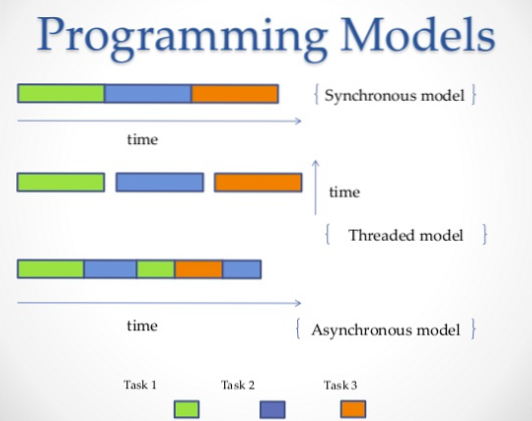 Programming Models
{ Synchronous model }
time
time
{ Threaded model }
time
{ Asynchronous model }
Task 1 Task 2 Task 3